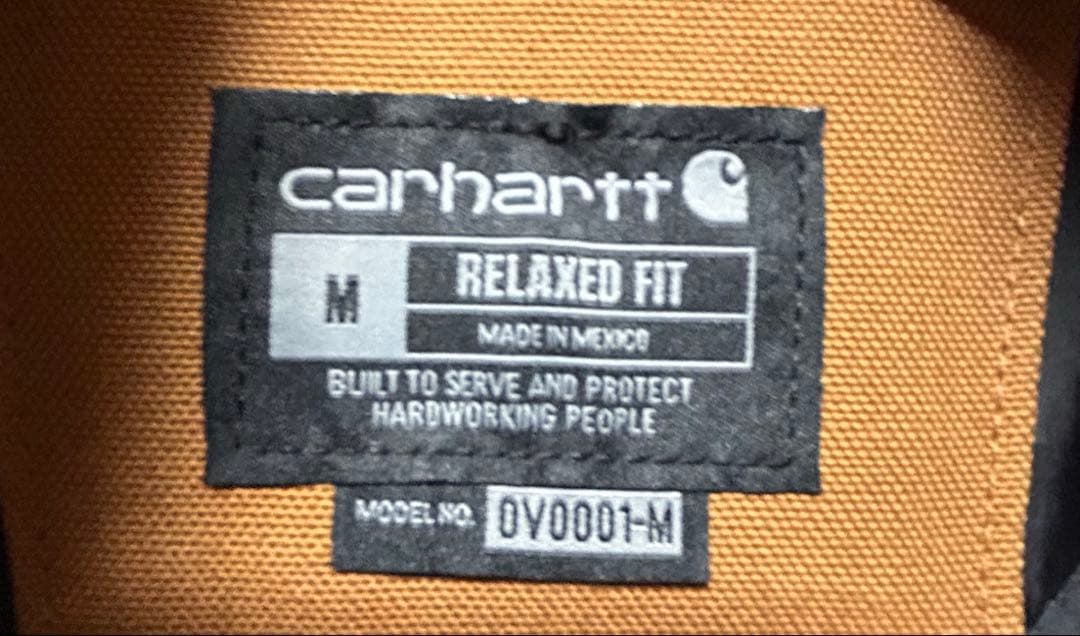 carhartt
M
RELAXED FIT
MADE IN MEXICO
BUILT TO SERVE AND PROTECT
HARDWORKING PEOPLE
MODEL NO. OV0001-M